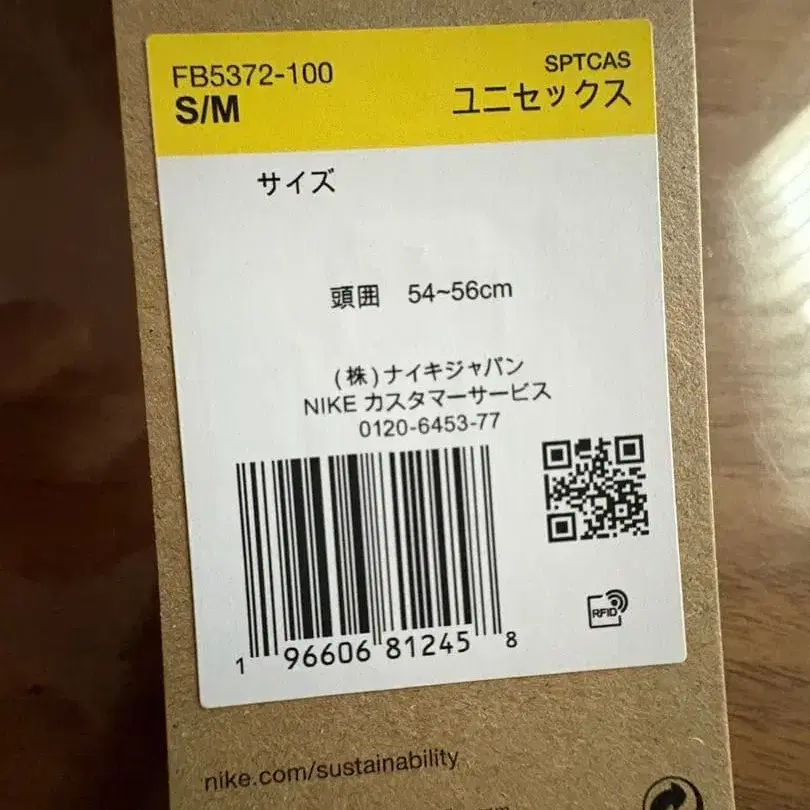 FB5372-100
SPTCAS
S/M
ユニセックス
サイズ
頭囲 54~56cm
(株)ナイキジャパン
NIKE カスタマーサービス
0120-6453-77
RFID
1 96606 81245 8
nike.com/sustainability